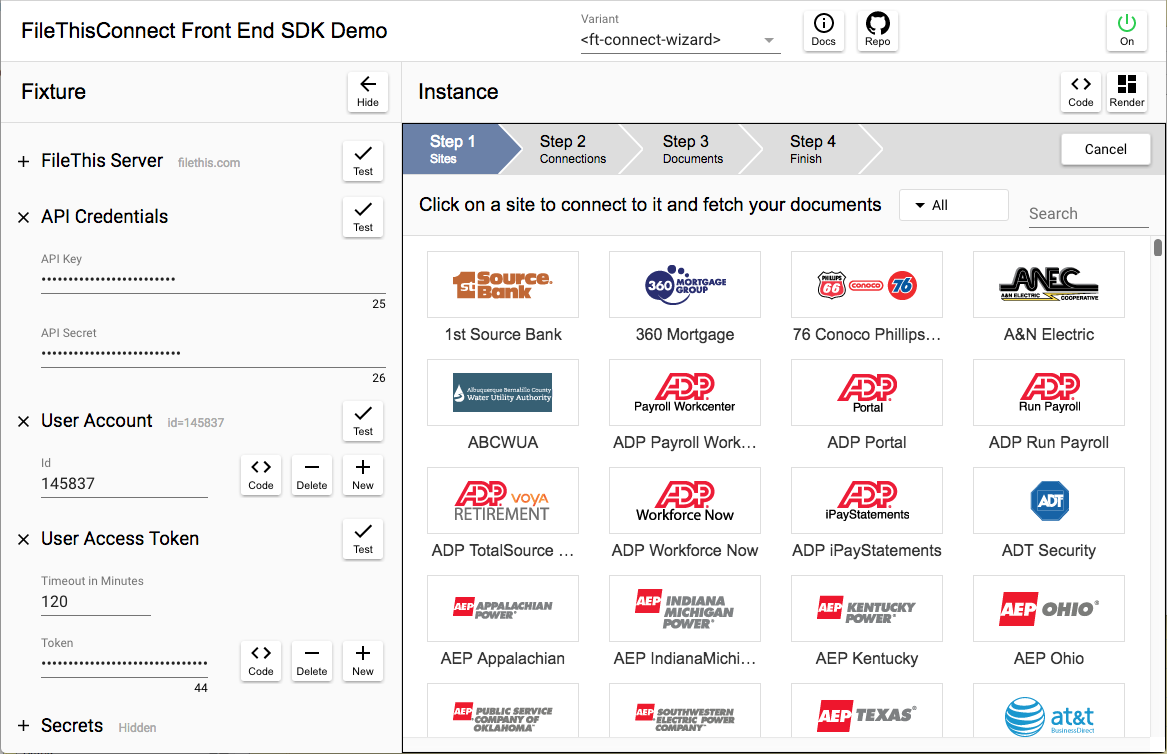 FileThisConnect Front End SDK Demo
Variant
<ft-connect-wizard>
Docs
Repo
On
Fixture
Hide
Instance
Code
Render
FileThis Server filethis.com
Test
API Credentials
Test
API Key
•••••••••••••••••••••••••
25
API Secret
••••••••••••••••••••••••••
26
User Account Id=145837
Test
Id
145837
Code
Delete
New
User Access Token
Test
Timeout in Minutes
120
Token
Code
Delete
New
44
Secrets Hidden
Step 1
Sites
Step 2
Connections
Step 3
Documents
Step 4
Finish
Cancel
Click on a site to connect to it and fetch your documents
All
Search
1st Source Bank
360 MORTGAGE GROUP
PHILLIPS 66 conoco 76
ANEC
A&N ELECTRIC COOPERATIVE
1st Source Bank
360 Mortgage
76 Conoco Phillips…
A&N Electric
Albuquerque Bernalillo County
Water Utility Authority
ADP
Payroll Workcenter
ADP
Portal
ADP
Run Payroll
ABCWUA
ADP Payroll Work…
ADP Portal
ADP Run Payroll
ADP VOYA
RETIREMENT
ADP
Workforce Now
ADP
iPayStatements
ADT
ADP TotalSource …
ADP Workforce Now
ADP iPayStatements
ADT Security
AEP APPALACHIAN POWER®
AEP INDIANA MICHIGAN POWER®
AEP KENTUCKY POWER®
AEP OHIO®
AEP Appalachian
AEP IndianaMichi…
AEP Kentucky
AEP Ohio
AEP PUBLIC SERVICE COMPANY OF OKLAHOMA®
AEP SOUTHWESTERN ELECTRIC POWER COMPANY®
AEP TEXAS®
at&t
BusinessDirect